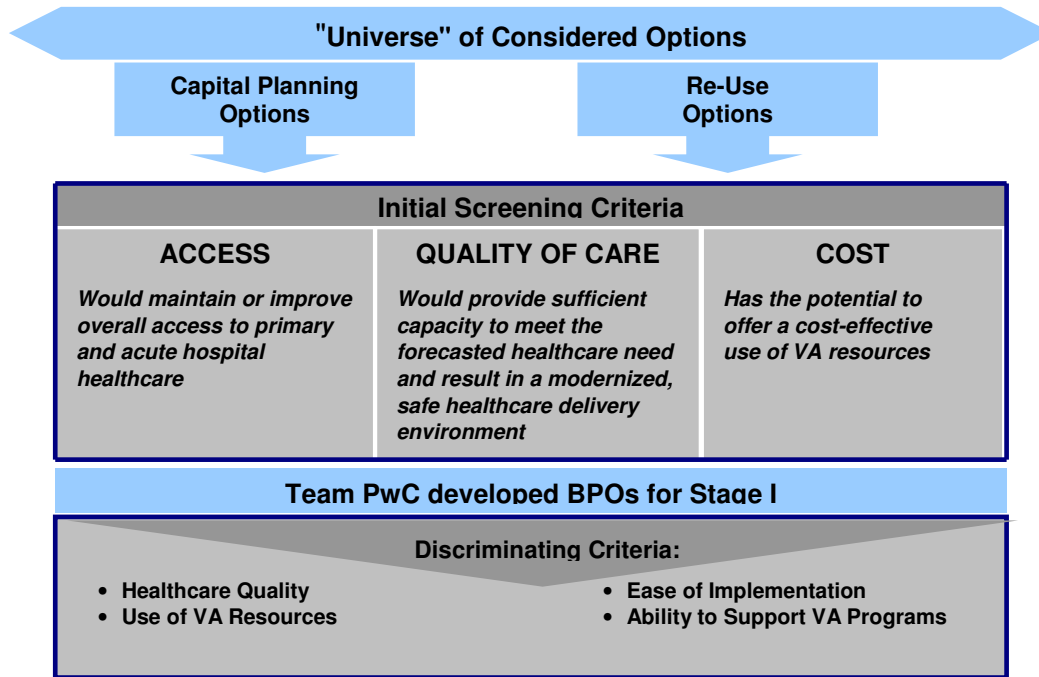 "Universe" of Considered Options
Capital Planning
Options
Re-Use
Options
Initial Screening Criteria
ACCESS
Would maintain or improve
overall access to primary
and acute hospital
healthcare
QUALITY OF CARE
Would provide sufficient
capacity to meet the
forecasted healthcare need
and result in a modernized,
safe healthcare delivery
environment
COST
Has the potential to
offer a cost-effective
use of VA resources
Team PwC developed BPOs for Stage I
Discriminating Criteria:
• Healthcare Quality
• Use of VA Resources
• Ease of Implementation
• Ability to Support VA Programs